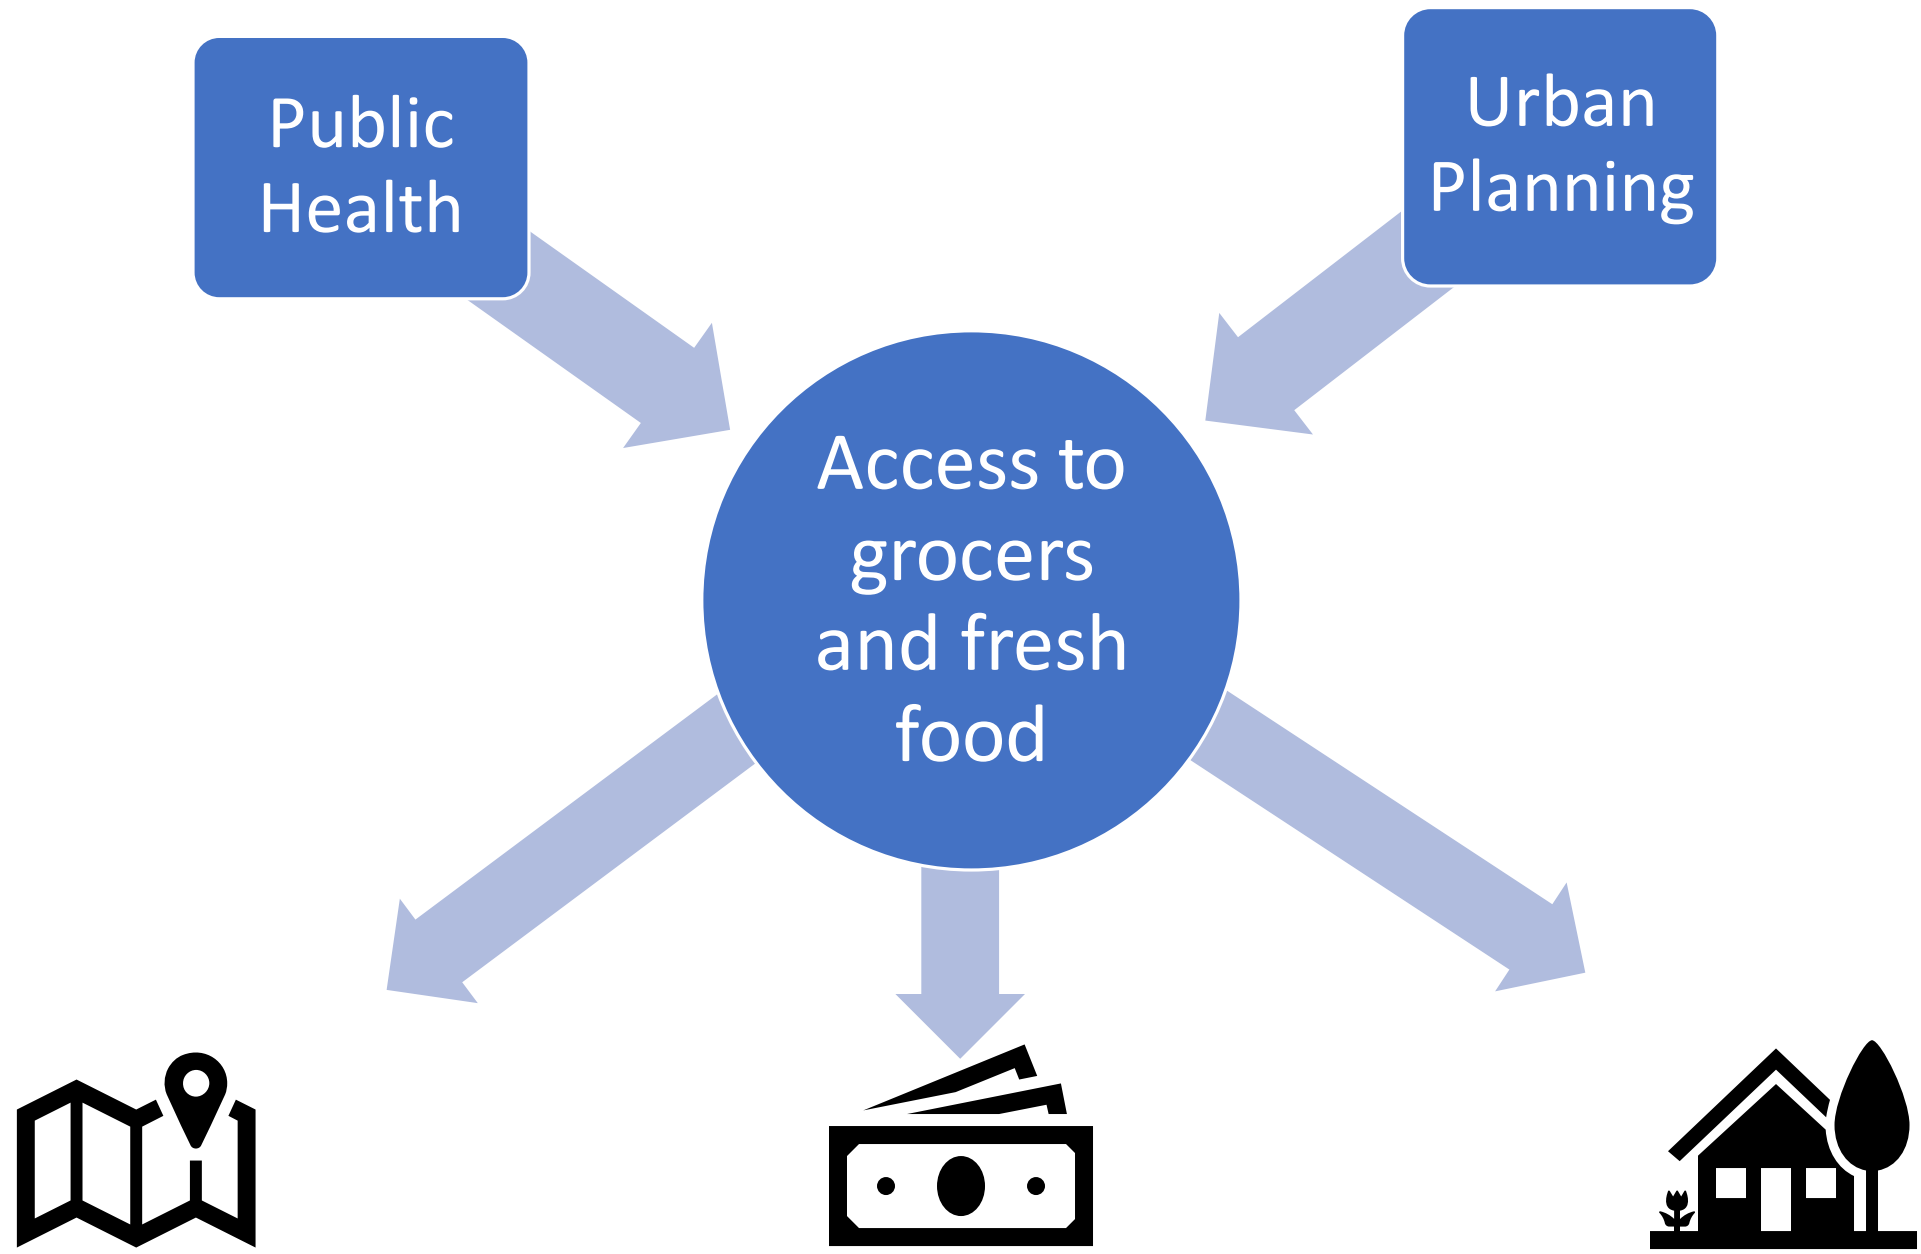 Public
Health
Urban
Planning
Access to
grocers
and fresh
food